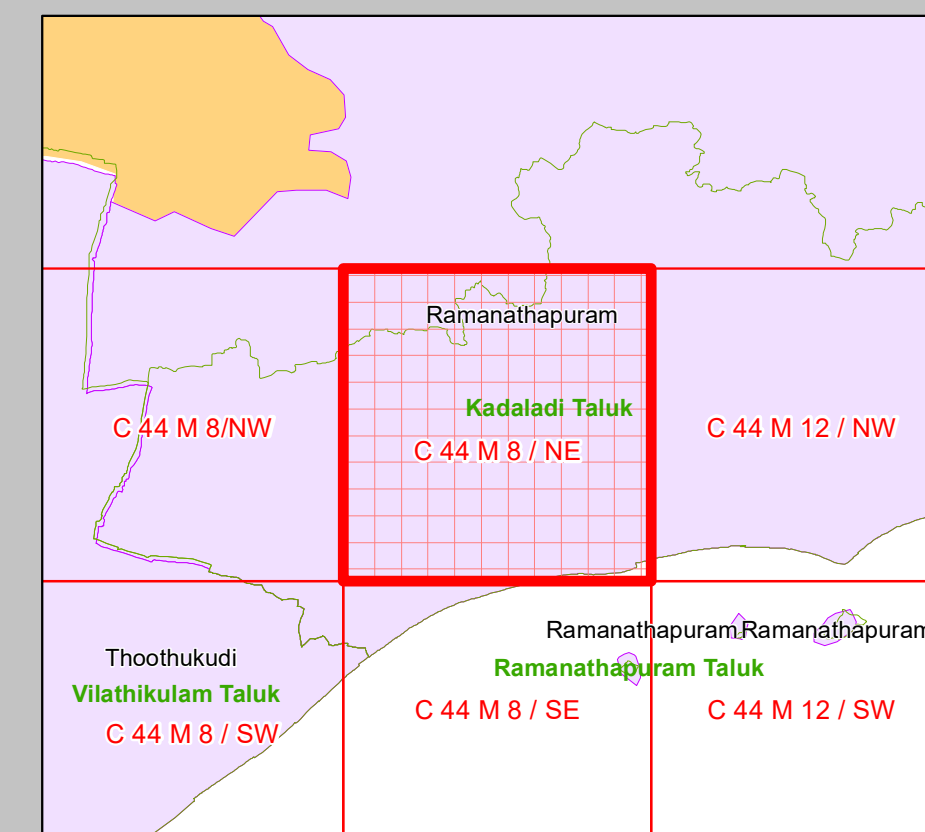 Ramanathapuram
Kadaladi Taluk
C 44 M 8/NW
C 44 M 8 / NE
C 44 M 12 / NW
Ramanathapuram
Ramanathapuram
Thoothukudi
Ramanathapuram Taluk
Vilathikulam Taluk
C 44 M 8 / SW
C 44 M 8 / SE
C 44 M 12 / SW